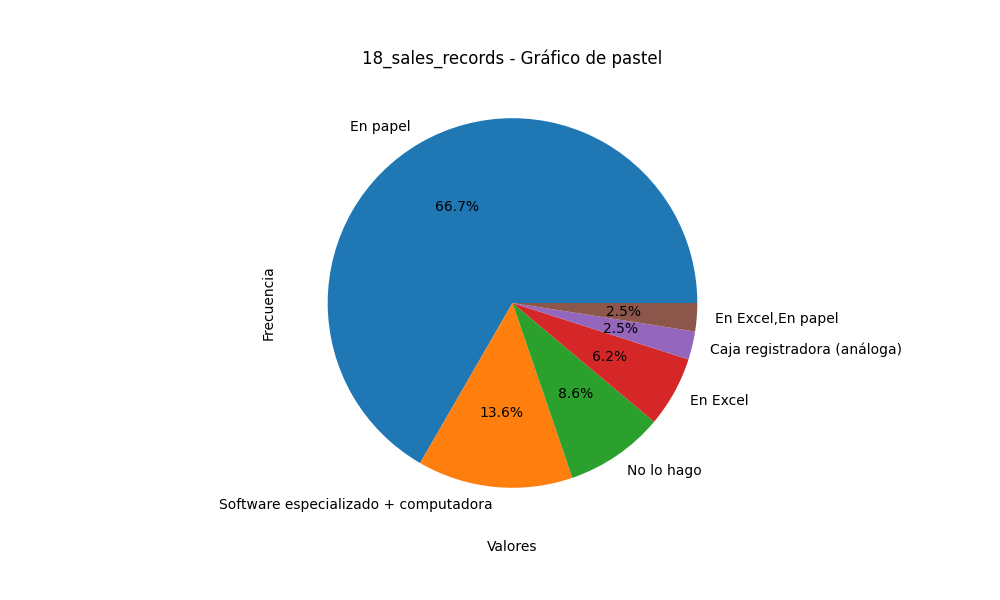 18_sales_records - Gráfico de pastel
En papel
66.7%
Frecuencia
2.5%
En Excel,En papel
2.5%
Caja registradora (análoga)
6.2%
En Excel
8.6%
13.6%
No lo hago
Software especializado + computadora
Valores